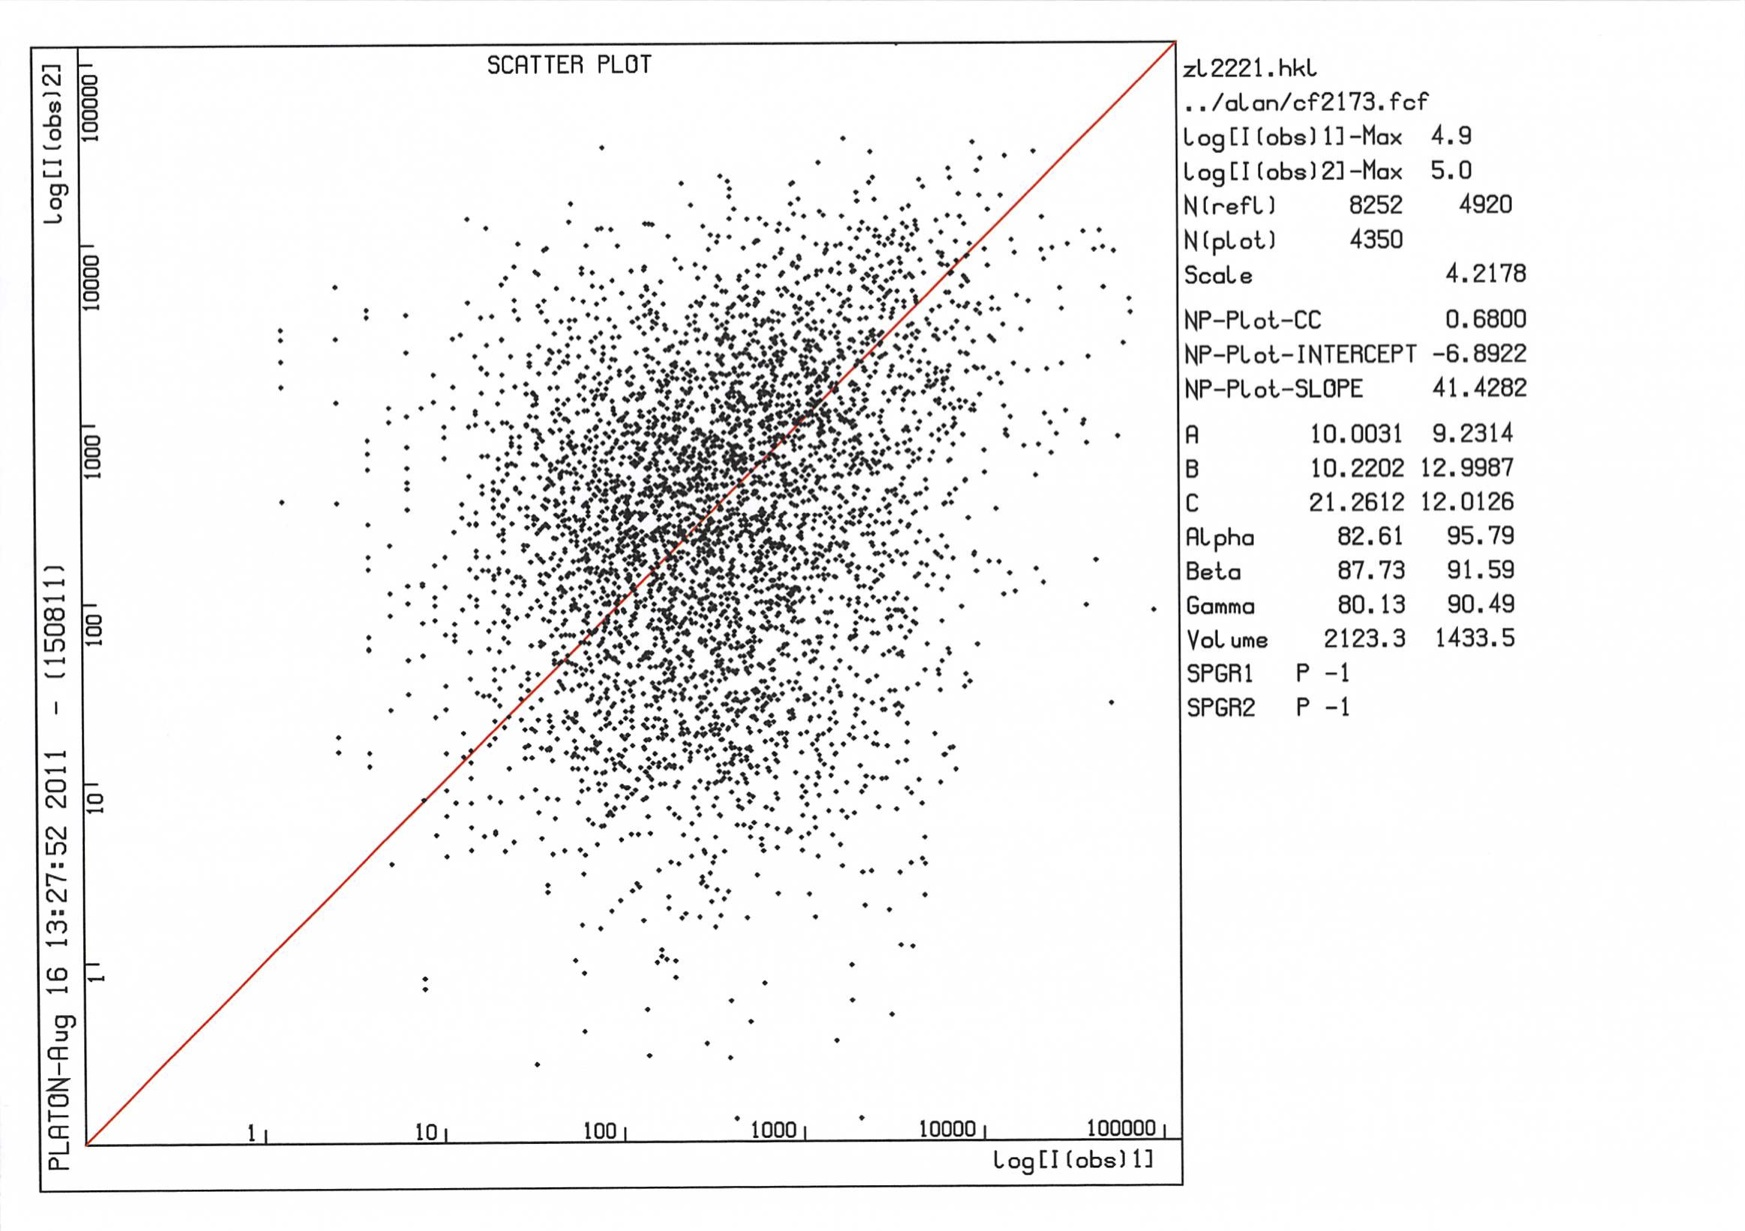 SCATTER PLOT
log[I(obs)2]
100000
10000
1000
100
10
1
PLATON-Aug 16 13:27:52 2011 - (150811)
1 10 100 1000 10000 100000
log[I(obs)1]
zl2221.hkl
../alan/cf2173.fcf
log[I(obs)1]-Max 4.9
log[I(obs)2]-Max 5.0
N(refl) 8252 4920
N(plot) 4350
Scale 4.2178
NP-Plot-CC 0.6800
NP-Plot-INTERCEPT -6.8922
NP-Plot-SLOPE 41.4282
A 10.0031 9.2314
B 10.2202 12.9987
C 21.2612 12.0126
Alpha 82.61 95.79
Beta 87.73 91.59
Gamma 80.13 90.49
Volume 2123.3 1433.5
SPGR1 P -1
SPGR2 P -1